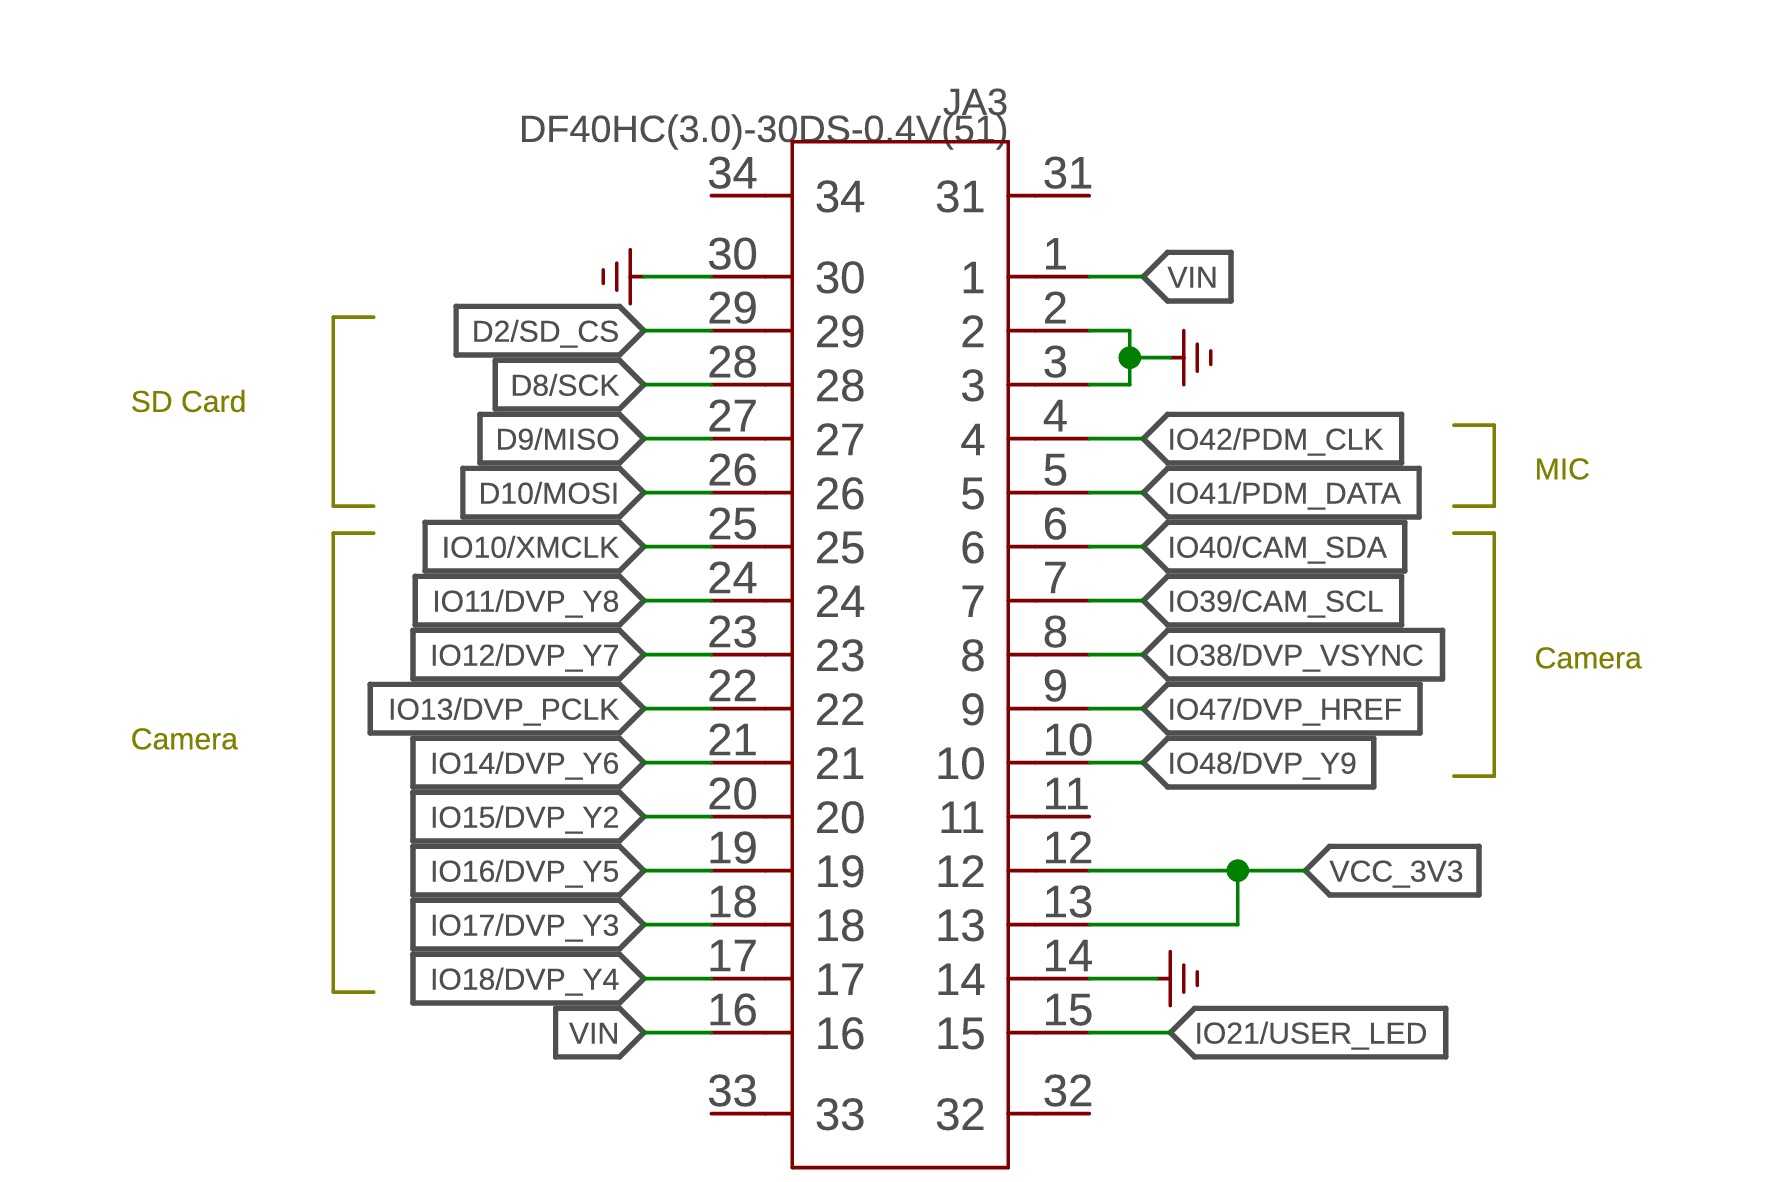 JA3
DF40HC(3.0)-30DS-0.4V(51)
34 34 31 31
30 30 1 1 VIN
D2/SD_CS 29 29 2 2
D8/SCK 28 28 3 3
SD Card
D9/MISO 27 27 4 4 IO42/PDM_CLK
MIC
D10/MOSI 26 26 5 5 IO41/PDM_DATA
IO10/XMCLK 25 25 6 6 IO40/CAM_SDA
IO11/DVP_Y8 24 24 7 7 IO39/CAM_SCL
IO12/DVP_Y7 23 23 8 8 IO38/DVP_VSYNC
Camera
IO13/DVP_PCLK 22 22 9 9 IO47/DVP_HREF
Camera
IO14/DVP_Y6 21 21 10 10 IO48/DVP_Y9
IO15/DVP_Y2 20 20 11 11
IO16/DVP_Y5 19 19 12 12 VCC_3V3
IO17/DVP_Y3 18 18 13 13
IO18/DVP_Y4 17 17 14 14
VIN 16 16 15 15 IO21/USER_LED
33 33 32 32